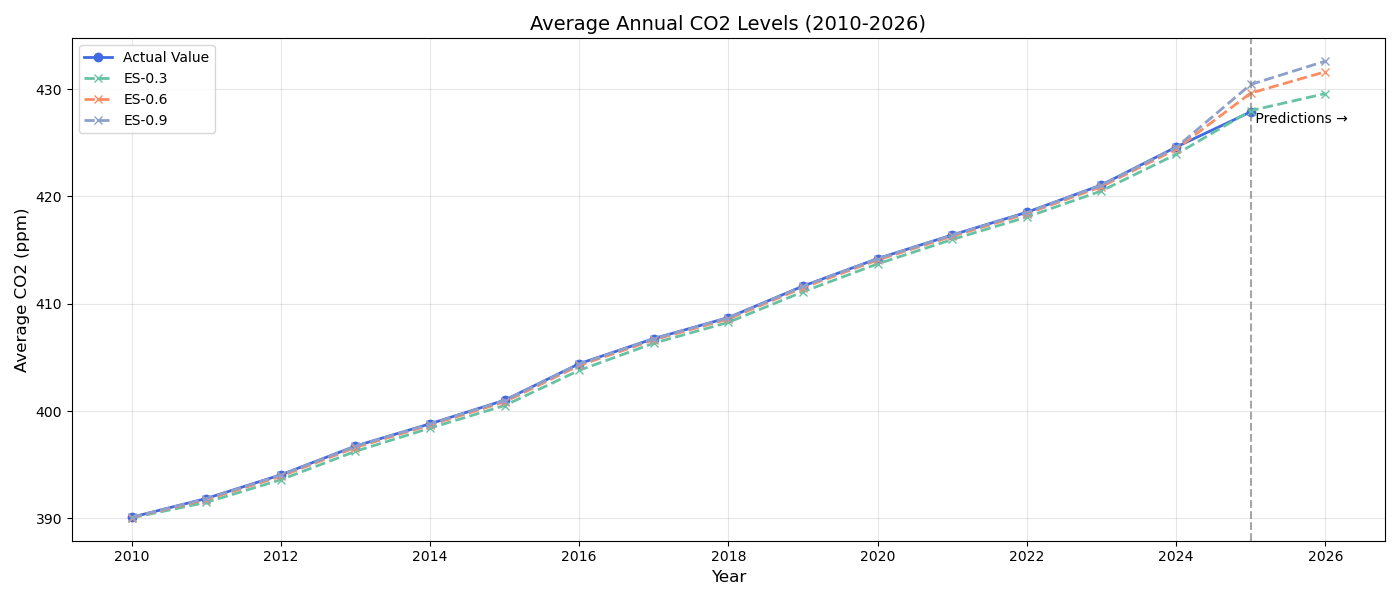 Average Annual CO2 Levels (2010-2026)
Actual Value
ES-0.3
ES-0.6
ES-0.9
Predictions →
Average CO2 (ppm)
430
420
410
400
390
2010
2012
2014
2016
2018
2020
2022
2024
2026
Year